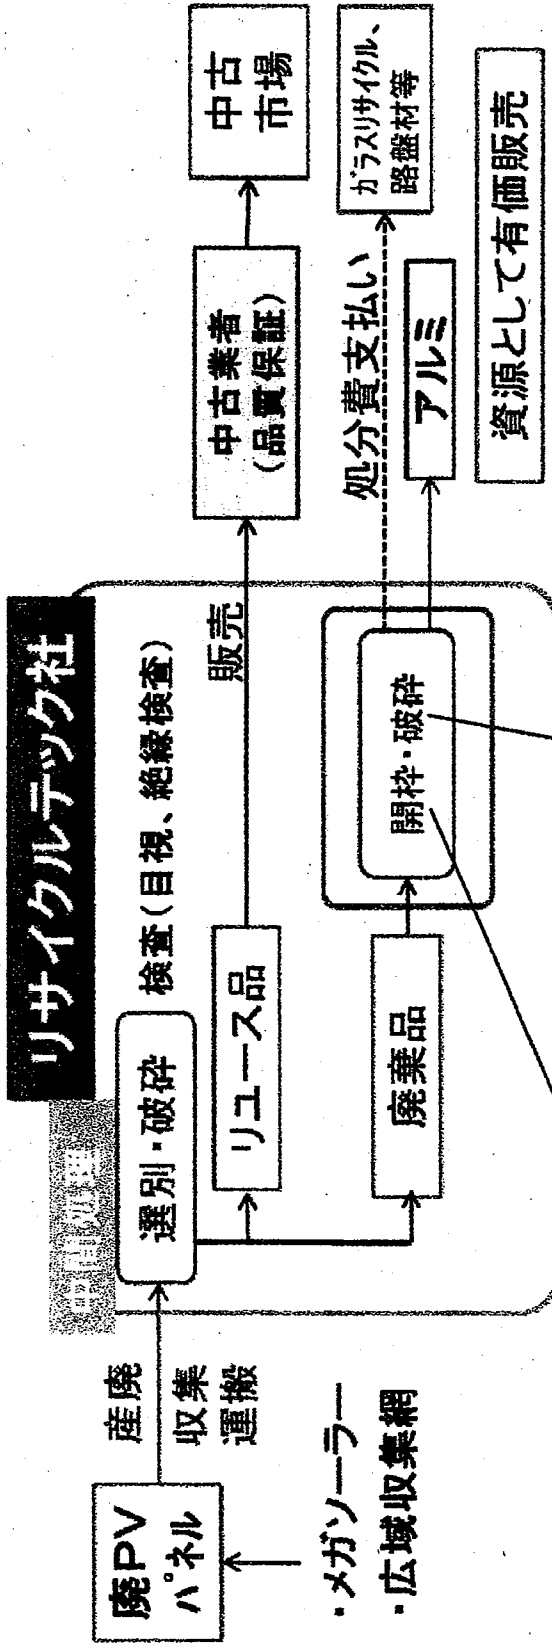 リサイクルテック社
中間処理
廃PV
パネル
産廃
収集
運搬
・メガソーラー
・広域収集網
選別・破砕
検査(目視、絶縁検査)
リユース品
販売
中古業者
(品質保証)
中古
市場
廃棄品
開枠・破砕
処分費支払い
ガラスリサイクル、
路盤材等
アルミ
資源として有価販売